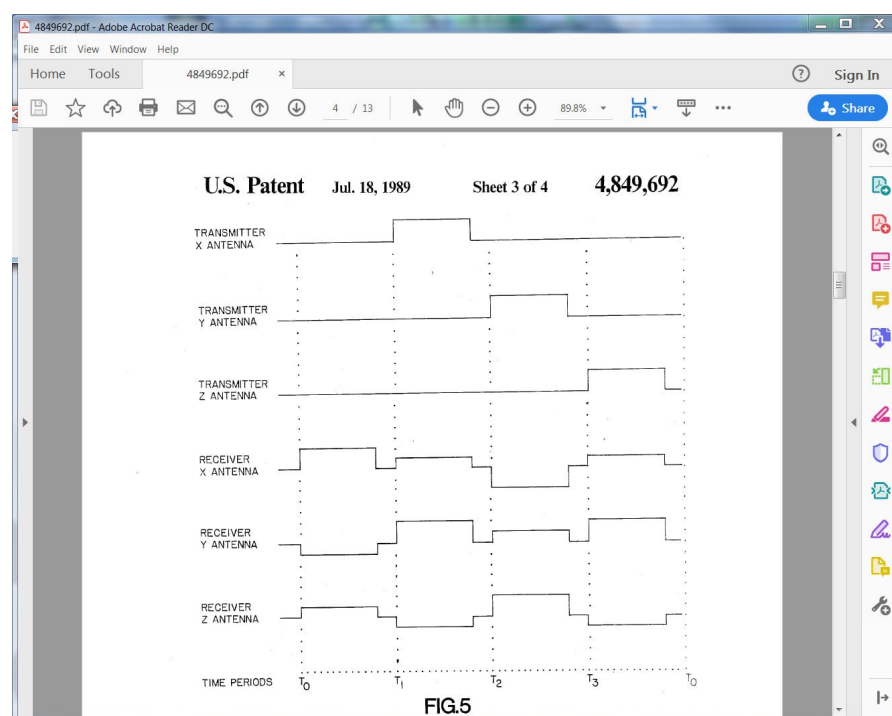 4849692.pdf - Adobe Acrobat Reader DC
File Edit View Window Help
Home Tools 4849692.pdf × ? Sign In
4 / 13 89.8% Share
U.S. Patent Jul. 18, 1989 Sheet 3 of 4 4,849,692
TRANSMITTER
X ANTENNA
TRANSMITTER
Y ANTENNA
TRANSMITTER
Z ANTENNA
RECEIVER
X ANTENNA
RECEIVER
Y ANTENNA
RECEIVER
Z ANTENNA
TIME PERIODS T0 T1 T2 T3 T0
FIG.5